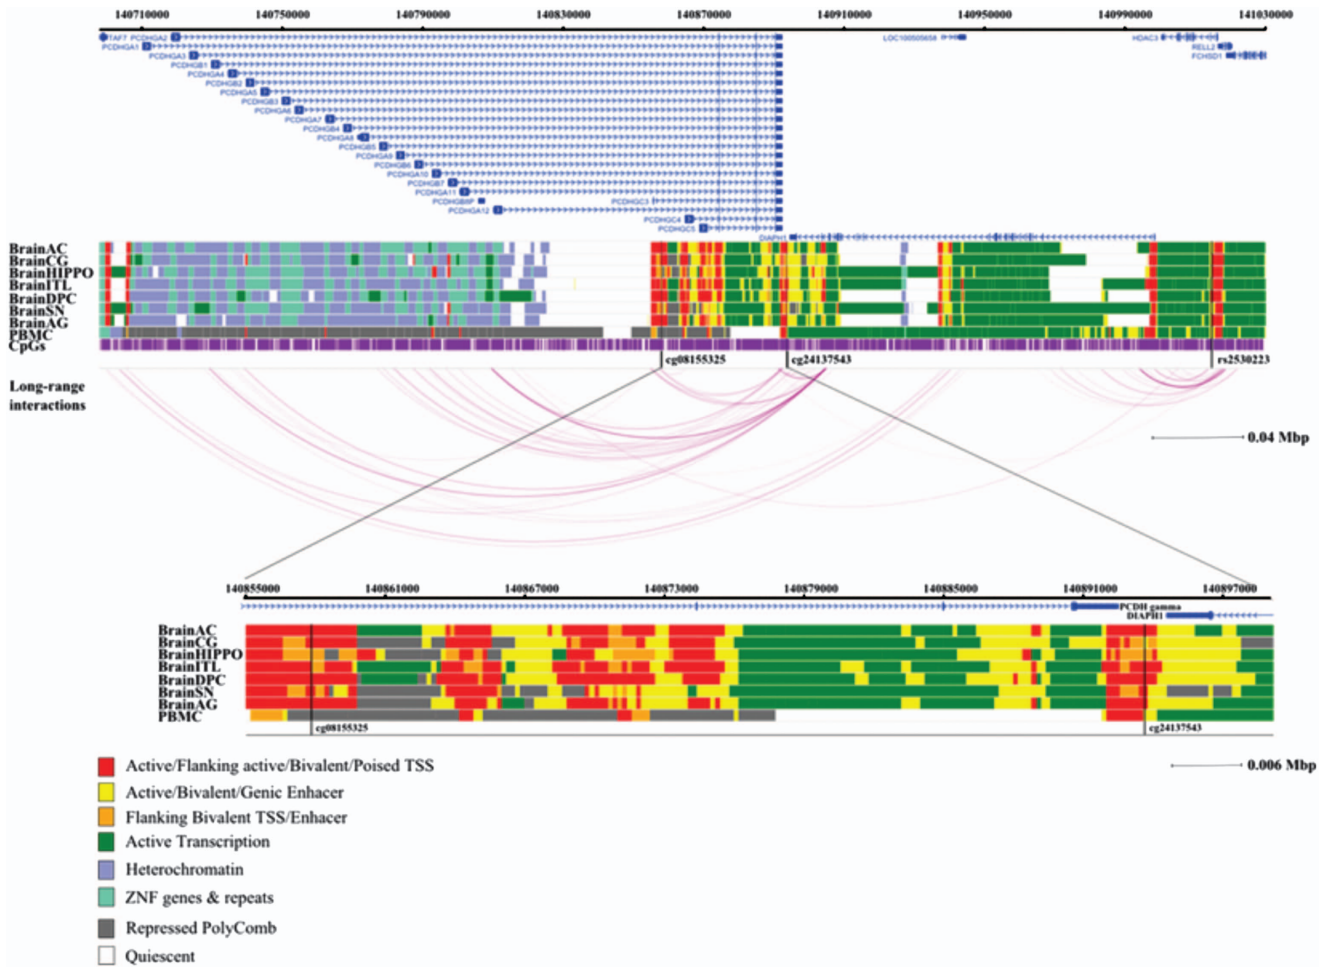 140710000 140750000 140790000 140830000 140870000 140910000 140950000 140990000 141030000
TAF7 PCDHGA2 LOC100505658 HDAC3
PCDHGA1 RELL2
PCDHGA3 FCHSD1
PCDHGB1
PCDHGA4
PCDHGB2
PCDHGA5
PCDHGB3
PCDHGA6
PCDHGA7
PCDHGB4
PCDHGA8
PCDHGB5
PCDHGA9
PCDHGB6
PCDHGA10
PCDHGB7
PCDHGA11
PCDHGB8P PCDHGC3
PCDHGA12
PCDHGC4
PCDHGC5
DIAPH1
BrainAC
BrainCG
BrainHIPPO
BrainITL
BrainDPC
BrainSN
BrainAG
PBMC
CpGs
cg08155325 cg24137543 rs2530223
Long-range
interactions
0.04 Mbp
140855000 140861000 140867000 140873000 140879000 140885000 140891000 140897000
PCDH gamma
DIAPH1
BrainAC
BrainCG
BrainHIPPO
BrainITL
BrainDPC
BrainSN
BrainAG
PBMC
cg08155325 cg24137543
0.006 Mbp
Active/Flanking active/Bivalent/Poised TSS
Active/Bivalent/Genic Enhacer
Flanking Bivalent TSS/Enhacer
Active Transcription
Heterochromatin
ZNF genes & repeats
Repressed PolyComb
Quiescent